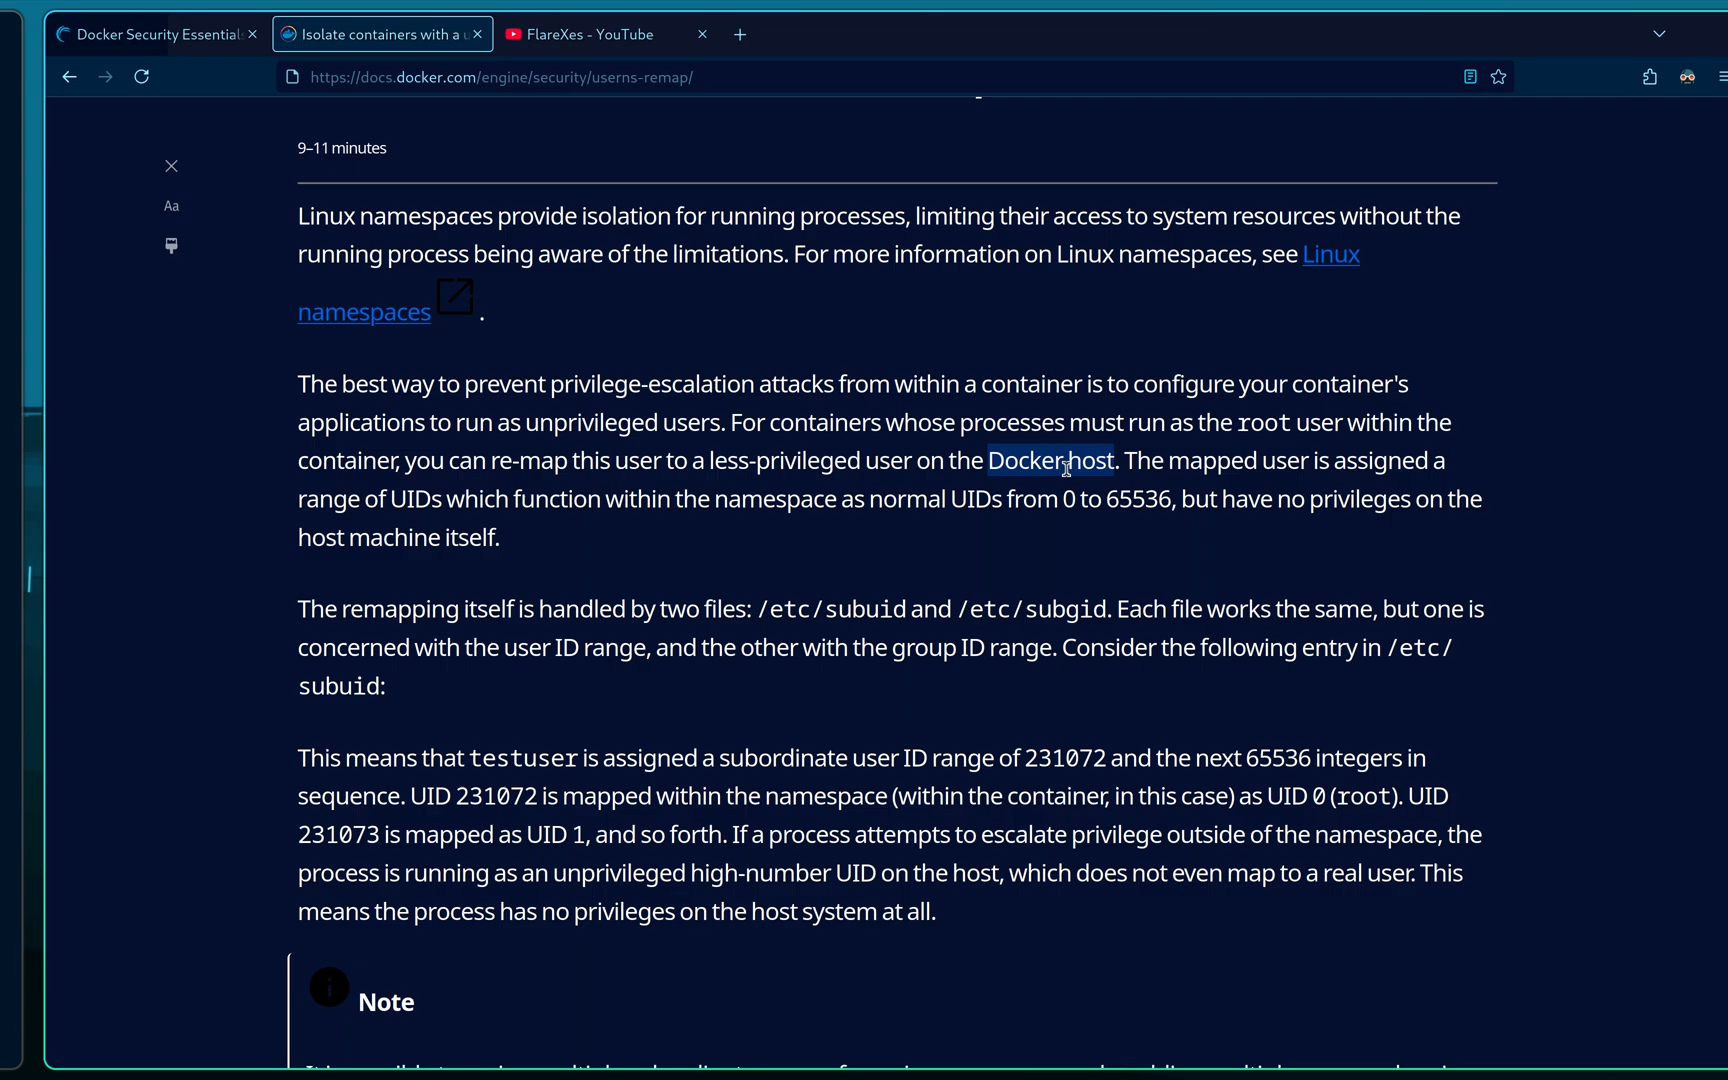 Docker Security Essentials
Isolate containers with a u
FlareXes - YouTube
https://docs.docker.com/engine/security/userns-remap/
9–11 minutes
Aa
Linux namespaces provide isolation for running processes, limiting their access to system resources without the
running process being aware of the limitations. For more information on Linux namespaces, see Linux
namespaces .
The best way to prevent privilege-escalation attacks from within a container is to configure your container's
applications to run as unprivileged users. For containers whose processes must run as the root user within the
container, you can re-map this user to a less-privileged user on the Docker host. The mapped user is assigned a
range of UIDs which function within the namespace as normal UIDs from 0 to 65536, but have no privileges on the
host machine itself.
The remapping itself is handled by two files: /etc/subuid and /etc/subgid. Each file works the same, but one is
concerned with the user ID range, and the other with the group ID range. Consider the following entry in /etc/
subuid:
This means that testuser is assigned a subordinate user ID range of 231072 and the next 65536 integers in
sequence. UID 231072 is mapped within the namespace (within the container, in this case) as UID 0 (root). UID
231073 is mapped as UID 1, and so forth. If a process attempts to escalate privilege outside of the namespace, the
process is running as an unprivileged high-number UID on the host, which does not even map to a real user. This
means the process has no privileges on the host system at all.
Note